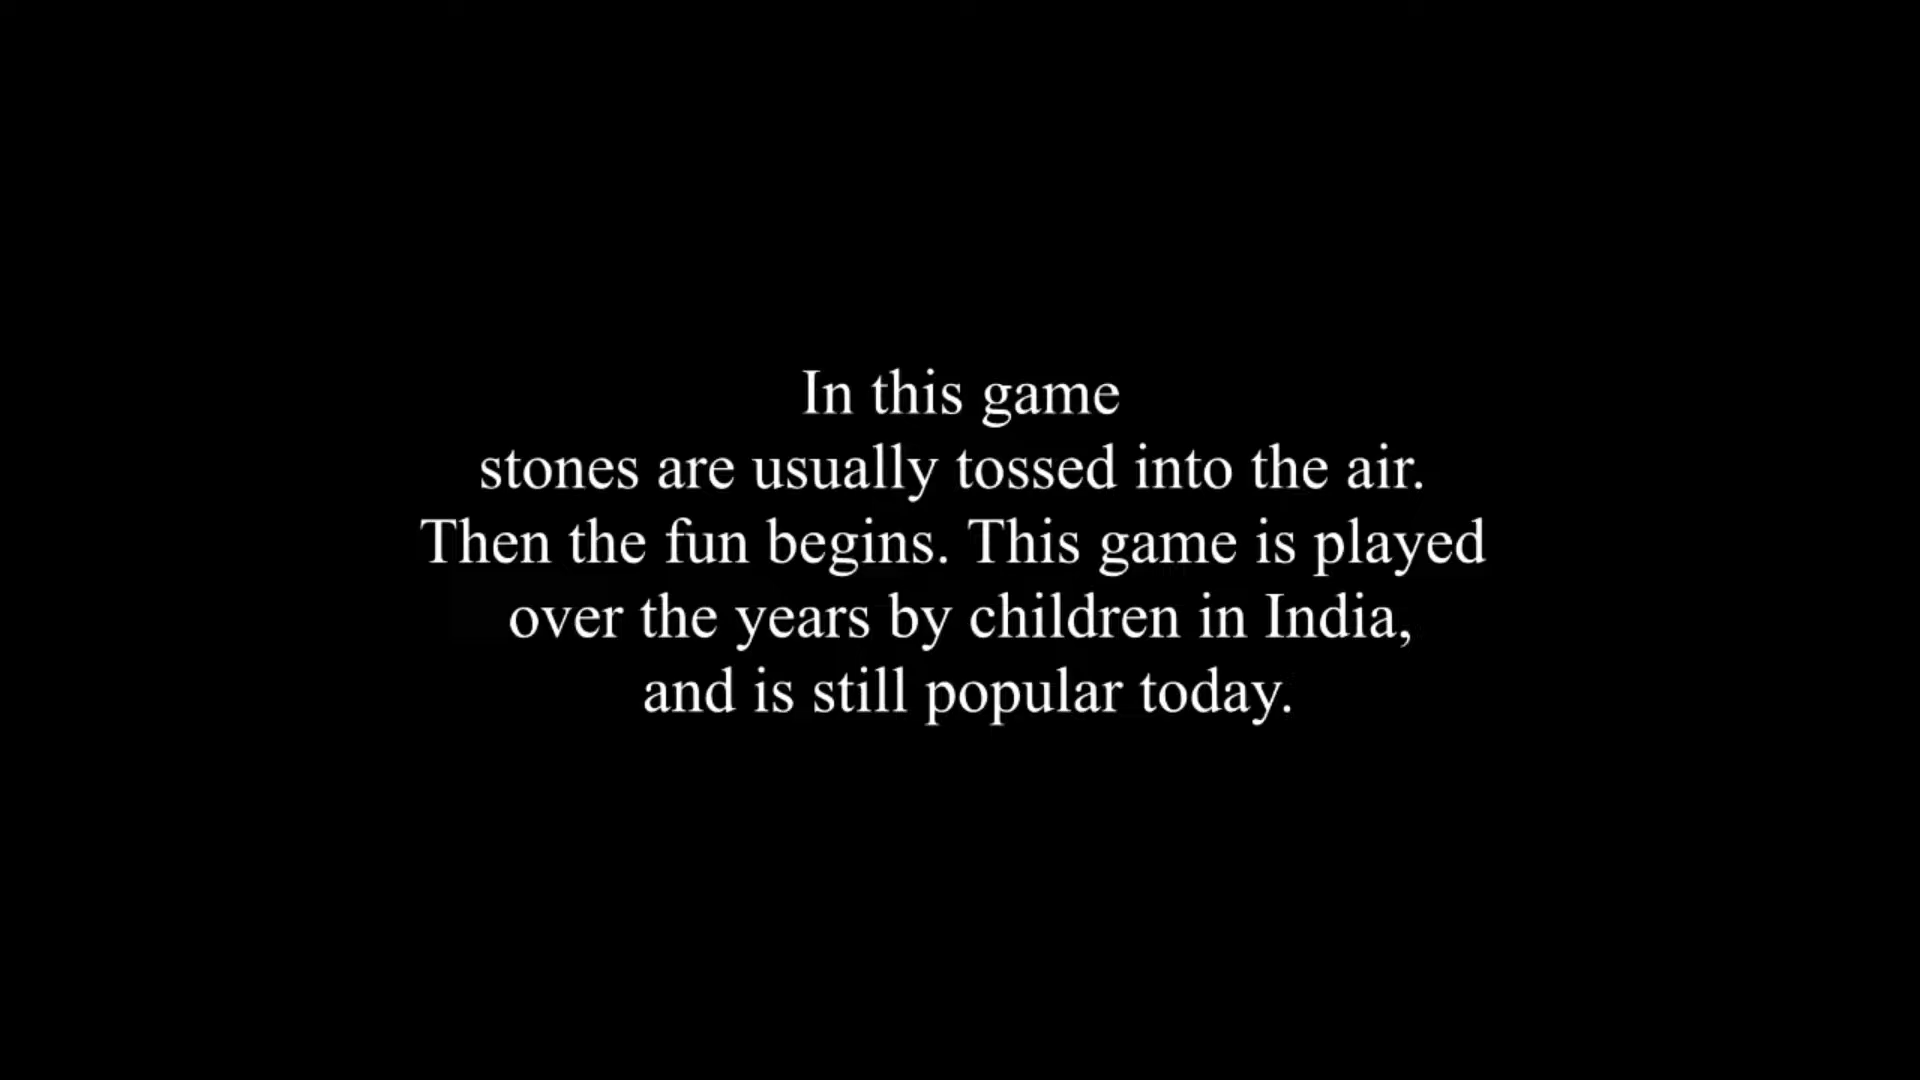 In this game
stones are usually tossed into the air.
Then the fun begins. This game is played
over the years by children in India,
and is still popular today.